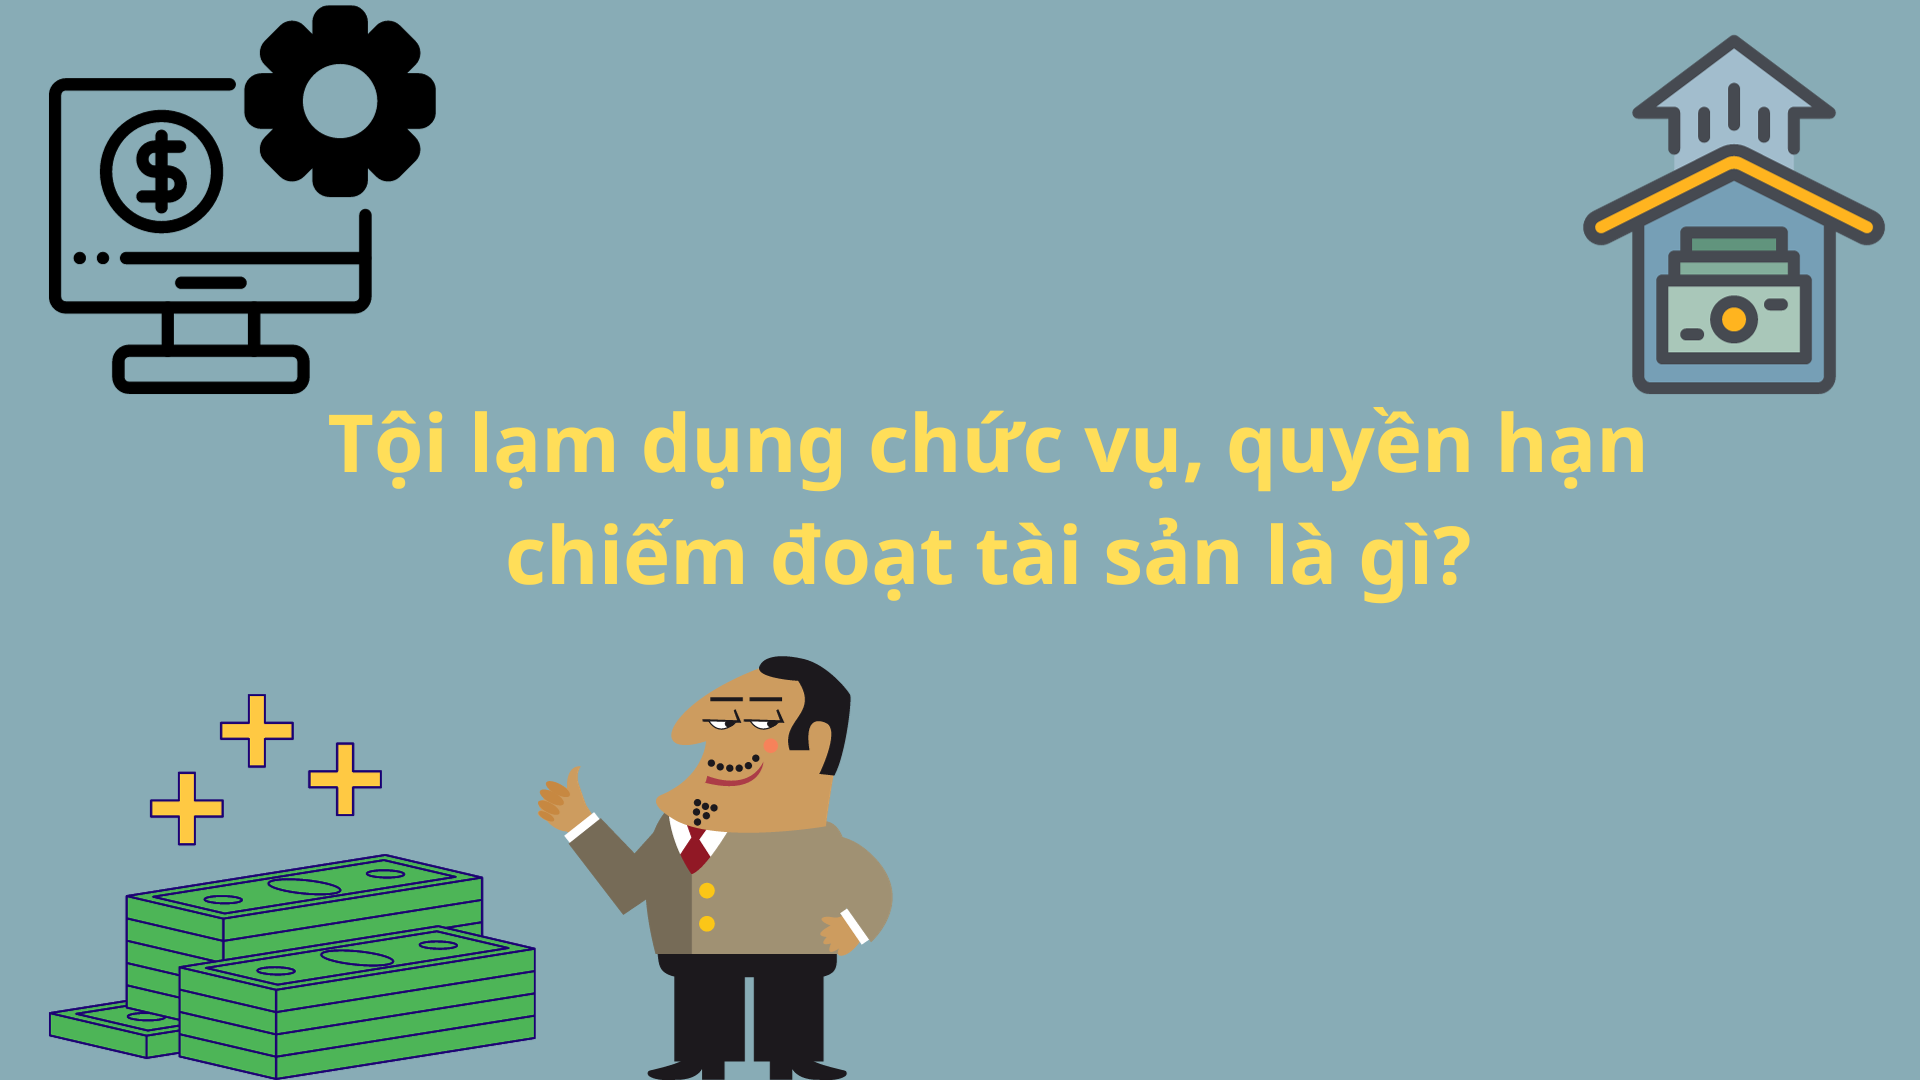 Tội lạm dụng chức vụ, quyền hạn
chiếm đoạt tài sản là gì?